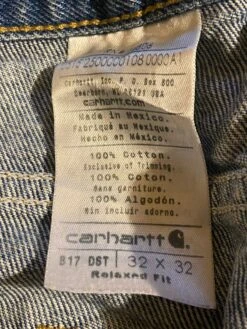 Carhartt, Inc. P.O. Box 600
Dearborn, MI 48121 USA
carhartt.com
Made in Mexico.
Fabriqué au Mexique.
Hecho en México.
100% Cotton.
Exclusive of Trimming.
100% Coton.
Sans garniture.
100% Algodón.
Sin incluir adorno.
carhartt
B17 DST 32 X 32
Relaxed Fit